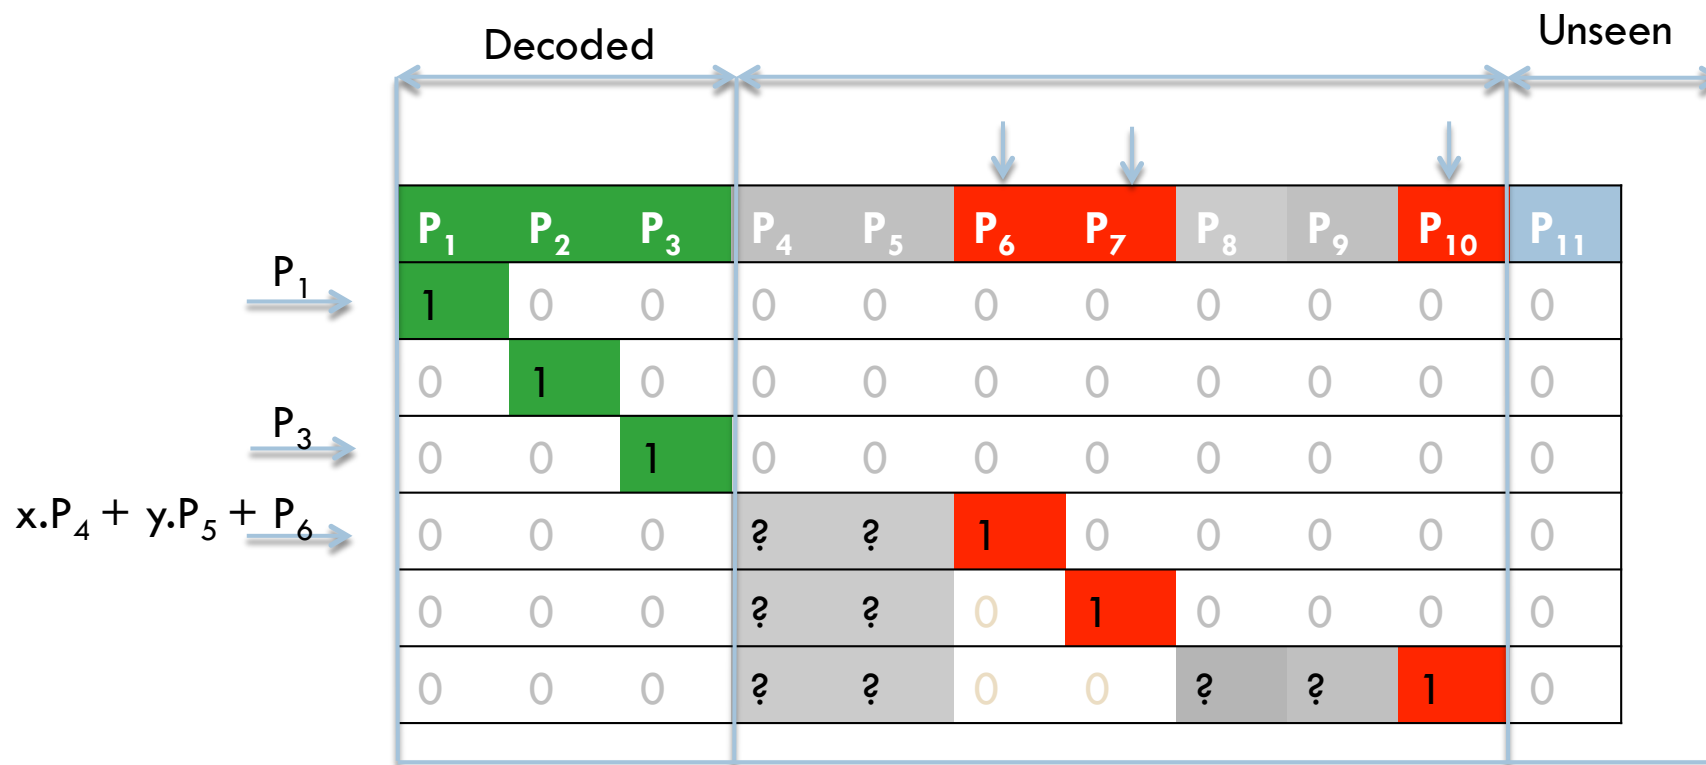 Decoded
Unseen
P1 P2 P3 P4 P5 P6 P7 P8 P9 P10 P11
P1
1 0 0 0 0 0 0 0 0 0 0
0 1 0 0 0 0 0 0 0 0 0
P3
0 0 1 0 0 0 0 0 0 0 0
x.P4 + y.P5 + P6
0 0 0 ? ? 1 0 0 0 0 0
0 0 0 ? ? 0 1 0 0 0 0
0 0 0 ? ? 0 0 ? ? 1 0